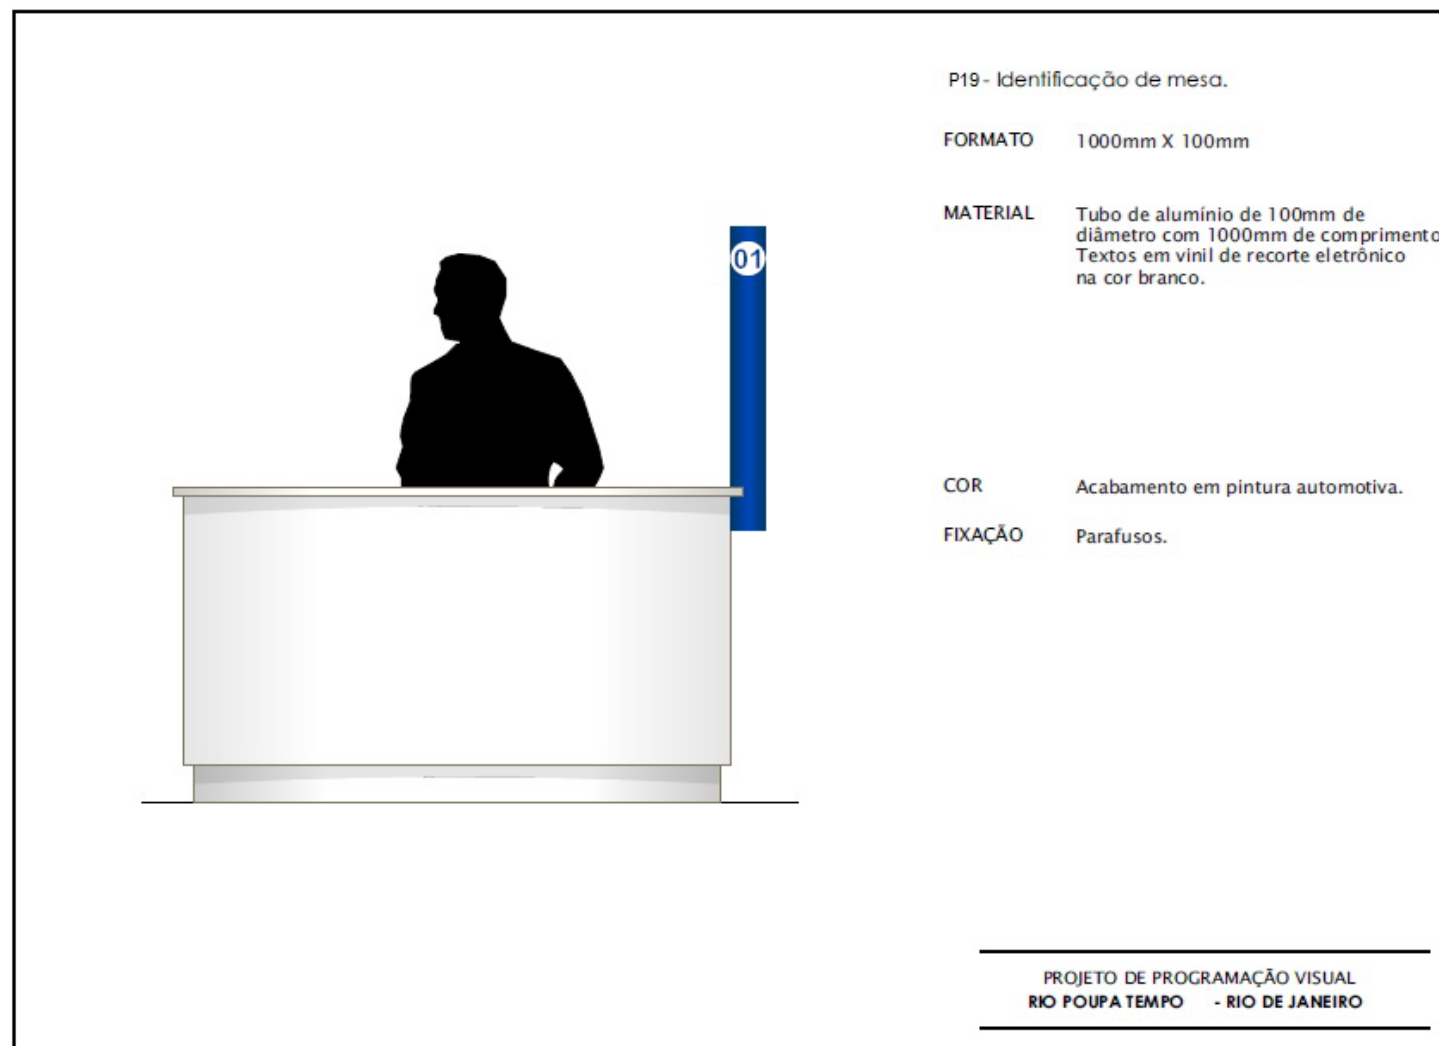 P19 - Identificação de mesa.
FORMATO 1000mm X 100mm
MATERIAL Tubo de alumínio de 100mm de
diâmetro com 1000mm de comprimento
Textos em vinil de recorte eletrônico
na cor branco.
01
COR Acabamento em pintura automotiva.
FIXAÇÃO Parafusos.
PROJETO DE PROGRAMAÇÃO VISUAL
RIO POUPA TEMPO - RIO DE JANEIRO